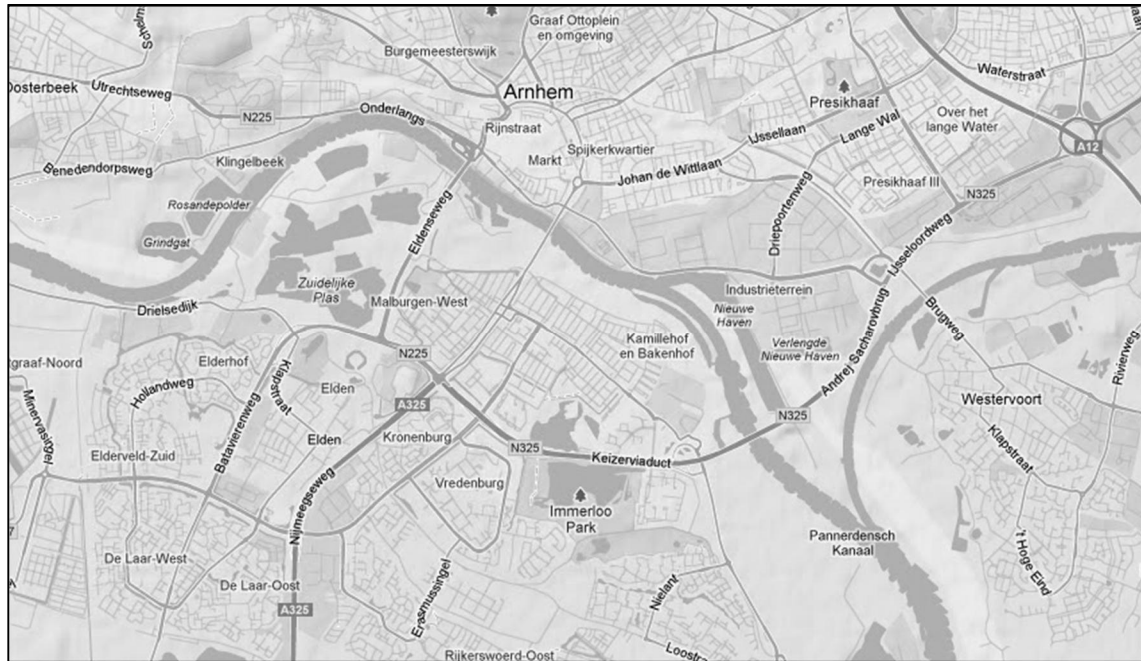 Graaf Ottoplein
en omgeving
Burgemeesterswijk
Waterstraat
Oosterbeek
Utrechtseweg
Arnhem
Presikhaaf
Over het
lange Water
Onderlangs
N225
Rijnstraat
IJssellaan
Lange Wal
A12
Spijkerkwartier
Markt
Klingelbeek
Benedendorpsweg
Johan de Wittlaan
Presikhaaf III
N325
Rosandepolder
Grindgat
Eldenseweg
Driepoortenweg
IJsseloordweg
Zuidelijke
Plas
Industrieterrein
Malburgen-West
Drielsedijk
Nieuwe
Haven
Brugweg
Kamillehof
en Bakenhof
Verlengde
Nieuwe Haven
Andrej Sacharovbrug
Rivierweg
N225
tgraaf-Noord
Elderhof
Hollandweg
Klapstraat
Elden
Minervasingel
A325
Westervoort
N325
Batavierenweg
Elden
Kronenburg
N325
Klapstraat
Elderveld-Zuid
Keizerviaduct
Vredenburg
Nijmeegseweg
Immerloo
Park
Pannerdensch
Kanaal
't Hoge Eind
De Laar-West
De Laar-Oost
Erasmussingel
Nielant
A325
Rijkerswoerd-Oost
Loostra